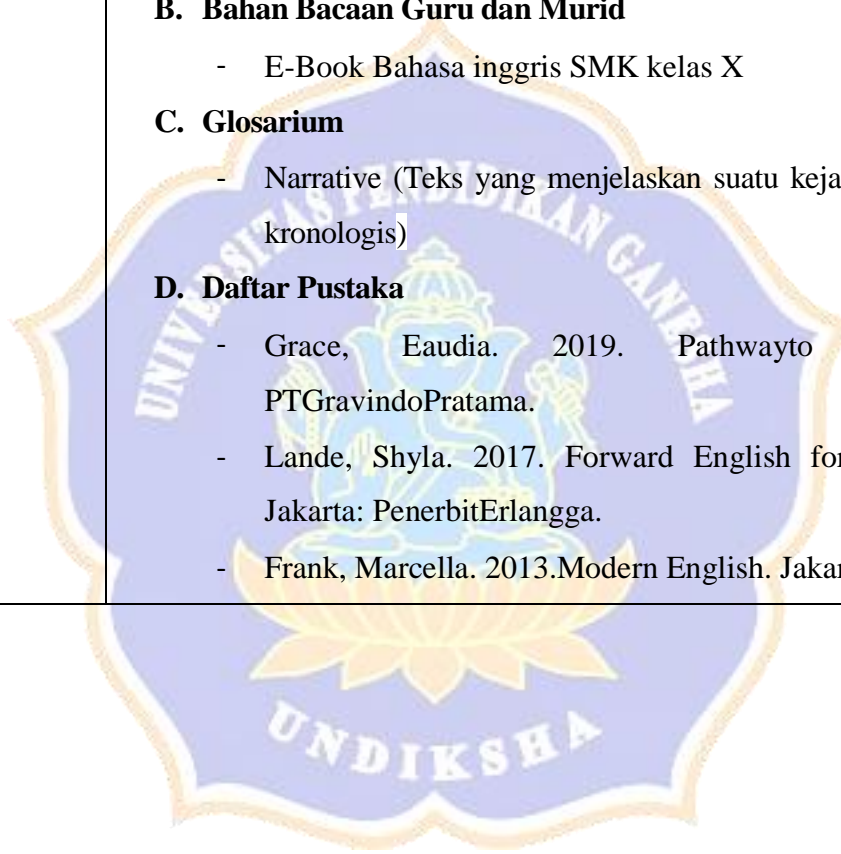 B. Bahan Bacaan Guru dan Murid
- E-Book Bahasa inggris SMK kelas X
C. Glosarium
- Narrative (Teks yang menjelaskan suatu keja
kronologis)
D. Daftar Pustaka
- Grace, Eaudia. 2019. Pathwayto
PTGravindoPratama.
- Lande, Shyla. 2017. Forward English for
Jakarta: PenerbitErlangga.
- Frank, Marcella. 2013.Modern English. Jakar
UNIVERSITAS PENDIDIKAN GANESHA
UNDIKSHA